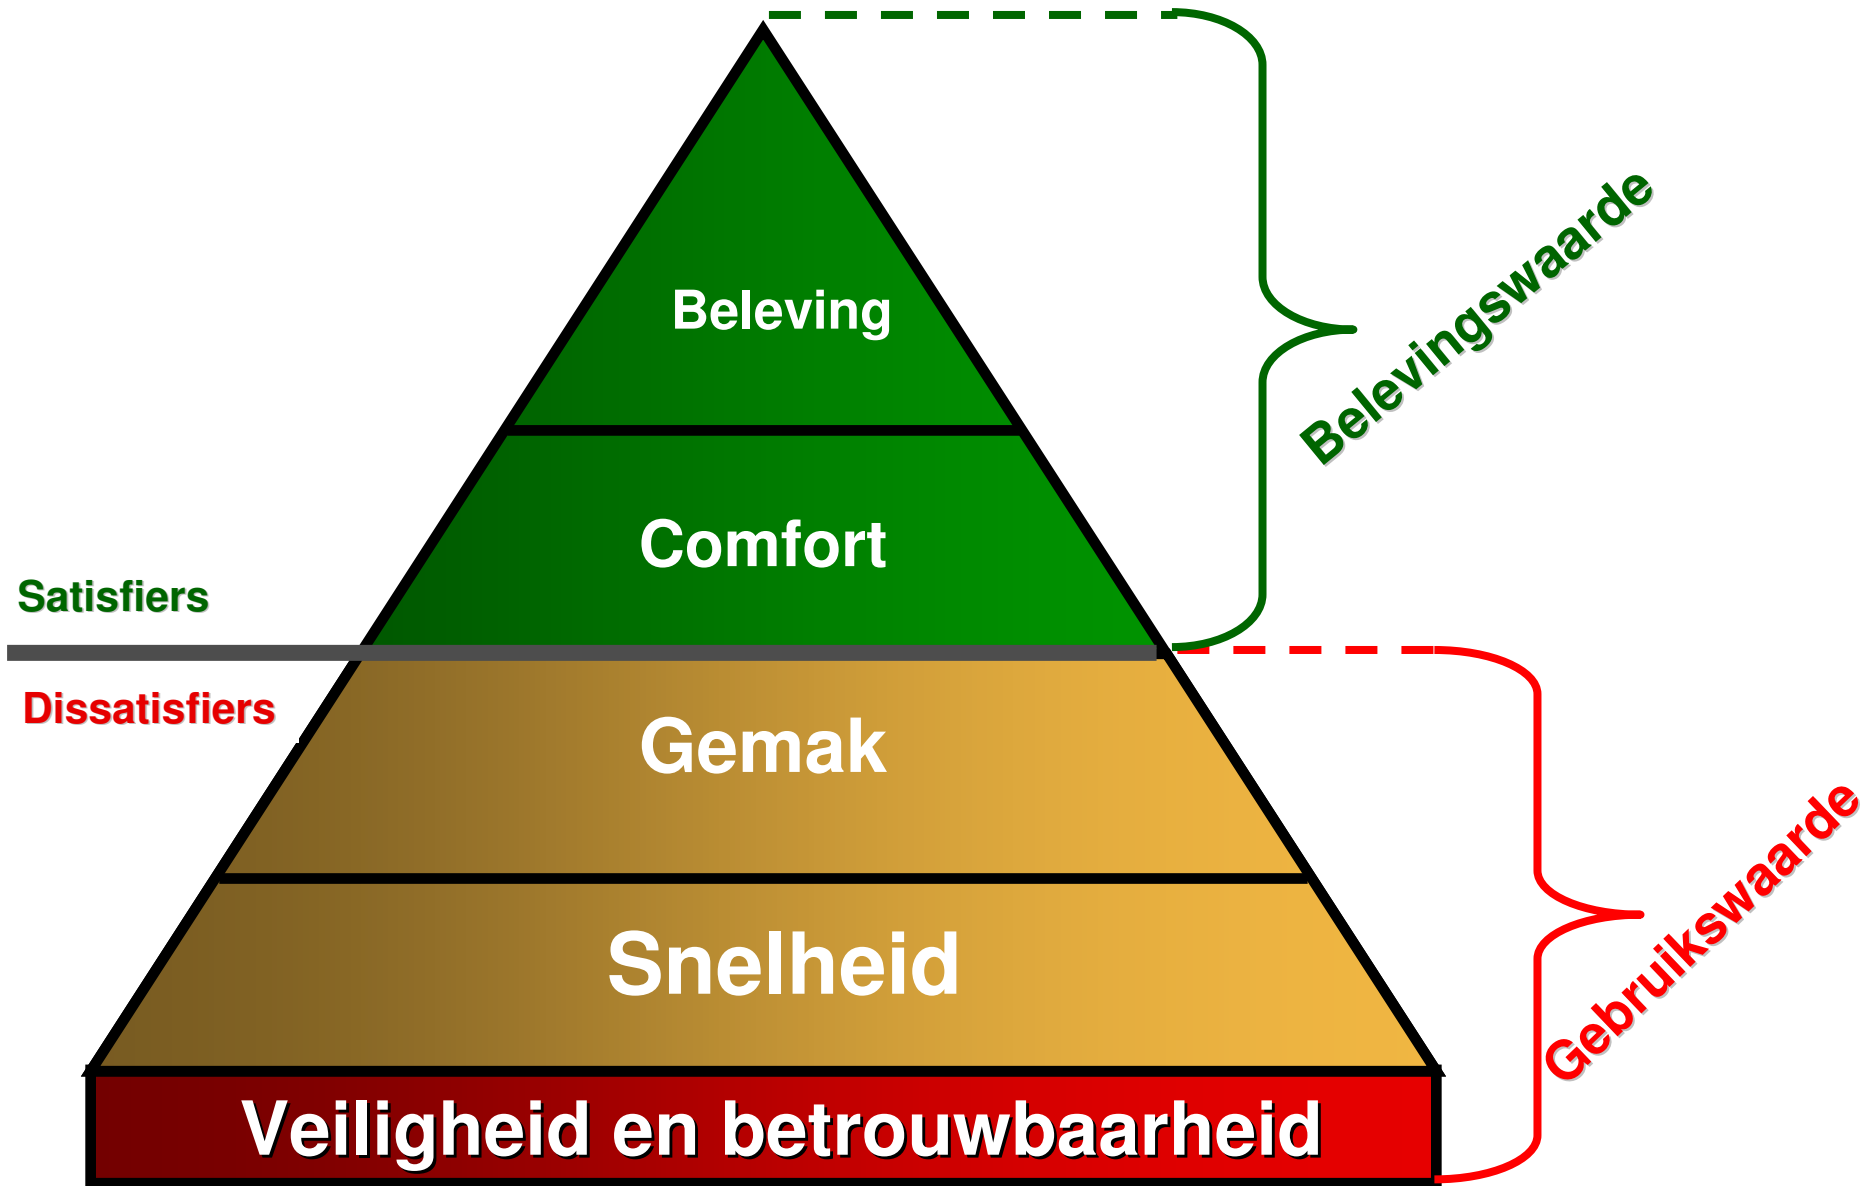 Beleving
Belevingswaarde
Comfort
Satisfiers
Dissatisfiers
Gemak
Gebruikswaarde
Snelheid
Veiligheid en betrouwbaarheid